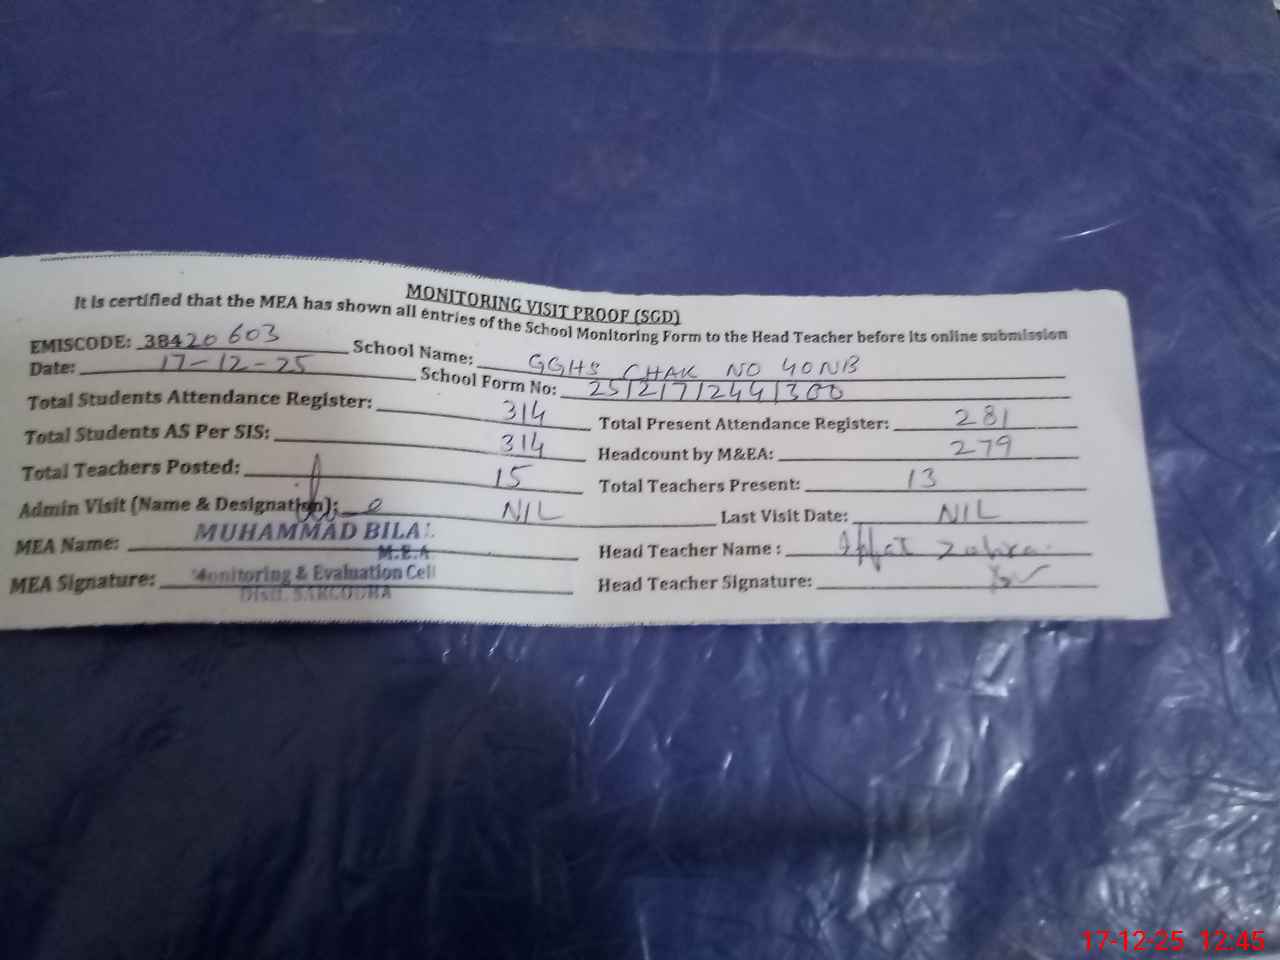 MONITORING VISIT PROOF (SGD)
It is certified that the MEA has shown all entries of the School Monitoring Form to the Head Teacher before its online submission
EMISCODE: 38420603 School Name: GGHS CHAK NO 40NB
Date: 17-12-25 School Form No: 25/2/7/244/300
Total Students Attendance Register: 314 Total Present Attendance Register: 281
Total Students AS Per SIS: 314 Headcount by M&EA: 279
Total Teachers Posted: 15 Total Teachers Present: 13
Admin Visit (Name & Designation): NIL Last Visit Date: NIL
MEA Name: MUHAMMAD BILAL Head Teacher Name : Zahra
M.E.A
MEA Signature: Monitoring & Evaluation Cell Head Teacher Signature:
Distt. SARGODHA
17-12-25 12:45